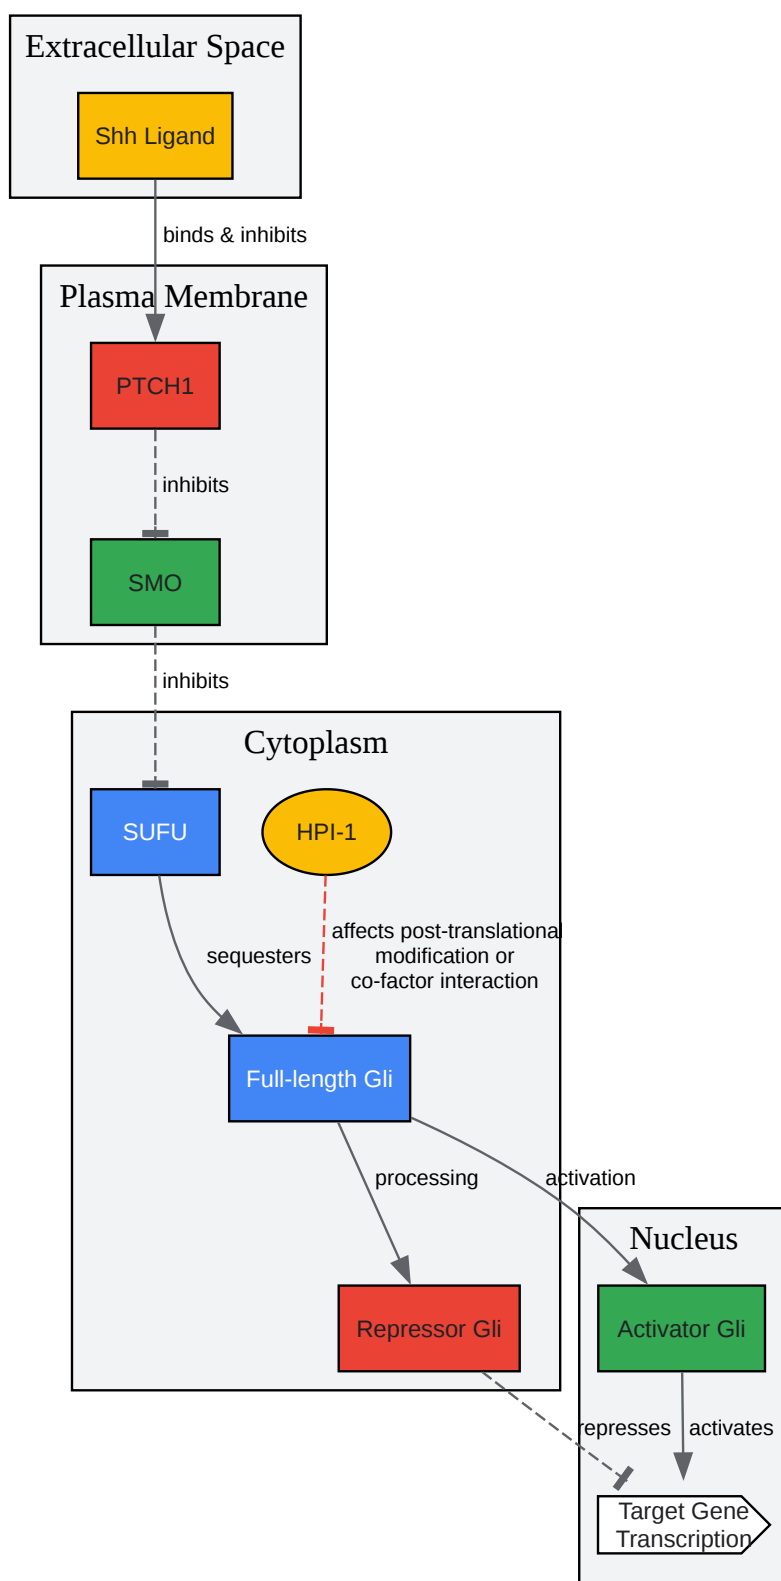 Extracellular Space
Shh Ligand
binds & inhibits
Plasma Membrane
PTCH1
inhibits
SMO
inhibits
Cytoplasm
SUFU
HPI-1
affects post-translational
modification or
co-factor interaction
sequesters
Full-length Gli
processing
activation
Nucleus
Repressor Gli
Activator Gli
represses
activates
Target Gene
Transcription